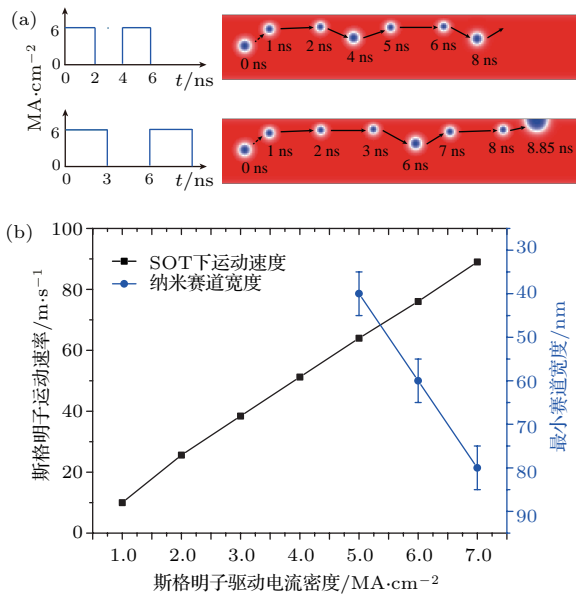 (a)
MA·cm−2
6
0
0 2 4 6 t/ns
0 ns 1 ns 2 ns 4 ns 5 ns 6 ns 8 ns
6
0
0 3 6 t/ns
0 ns 1 ns 2 ns 3 ns 6 ns 7 ns 8 ns 8.85 ns
(b)
斯格明子运动速率/m·s−1
100
80
60
40
20
0
SOT下运动速度
纳米赛道宽度
30
40
50
60
70
80
90
最小赛道宽度/nm
1.0 2.0 3.0 4.0 5.0 6.0 7.0
斯格明子驱动电流密度/MA·cm−2